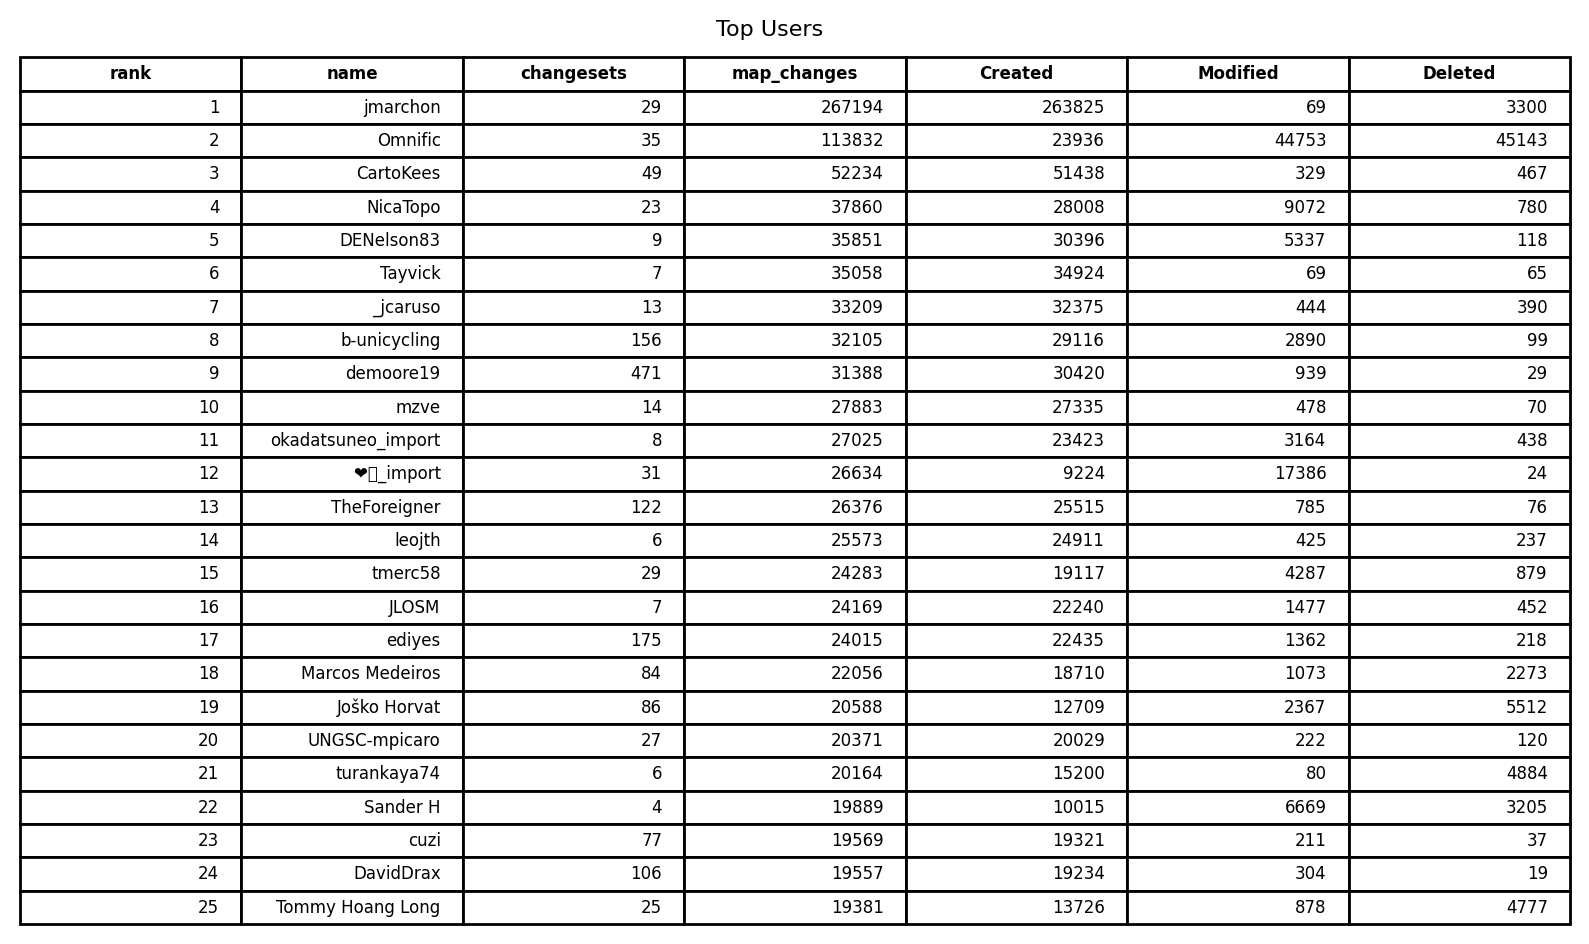 Top Users
rank name changesets map_changes Created Modified Deleted
1 jmarchon 29 267194 263825 69 3300
2 Omnific 35 113832 23936 44753 45143
3 CartoKees 49 52234 51438 329 467
4 NicaTopo 23 37860 28008 9072 780
5 DENelson83 9 35851 30396 5337 118
6 Tayvick 7 35058 34924 69 65
7 _jcaruso 13 33209 32375 444 390
8 b-unicycling 156 32105 29116 2890 99
9 demoore19 471 31388 30420 939 29
10 mzve 14 27883 27335 478 70
11 okadatsuneo_import 8 27025 23423 3164 438
12 ❤_import 31 26634 9224 17386 24
13 TheForeigner 122 26376 25515 785 76
14 leojth 6 25573 24911 425 237
15 tmerc58 29 24283 19117 4287 879
16 JLOSM 7 24169 22240 1477 452
17 ediyes 175 24015 22435 1362 218
18 Marcos Medeiros 84 22056 18710 1073 2273
19 Joško Horvat 86 20588 12709 2367 5512
20 UNGSC-mpicaro 27 20371 20029 222 120
21 turankaya74 6 20164 15200 80 4884
22 Sander H 4 19889 10015 6669 3205
23 cuzi 77 19569 19321 211 37
24 DavidDrax 106 19557 19234 304 19
25 Tommy Hoang Long 25 19381 13726 878 4777